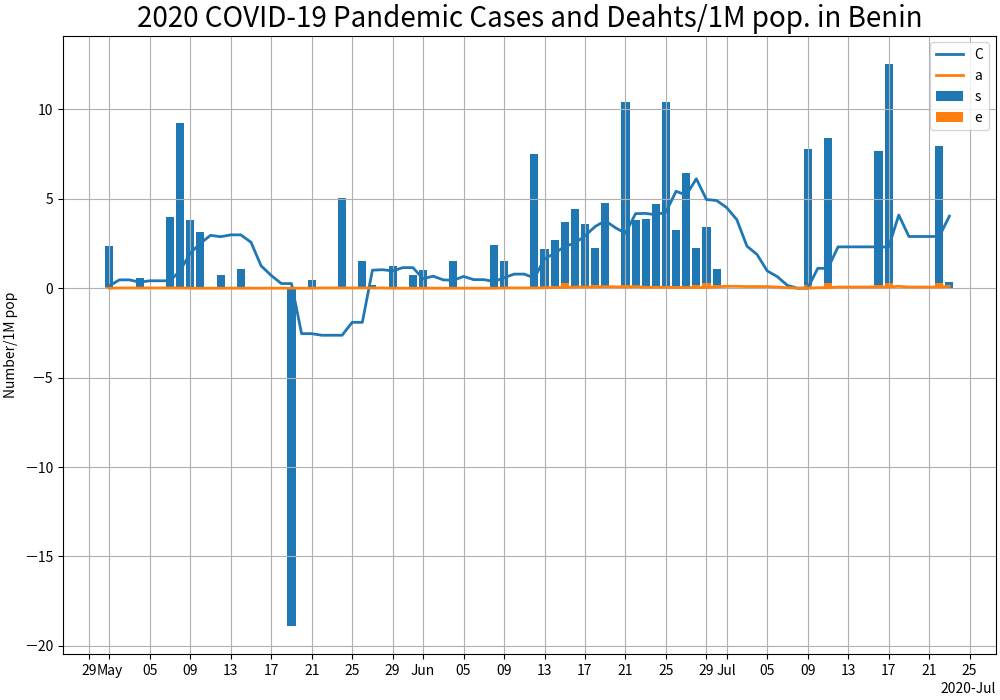 2020 COVID-19 Pandemic Cases and Deahts/1M pop. in Benin
C
a
s
e
10
5
0
−5
−10
−15
−20
Number/1M pop
29 May 05 09 13 17 21 25 29 Jun 05 09 13 17 21 25 29 Jul 05 09 13 17 21 25
2020-Jul